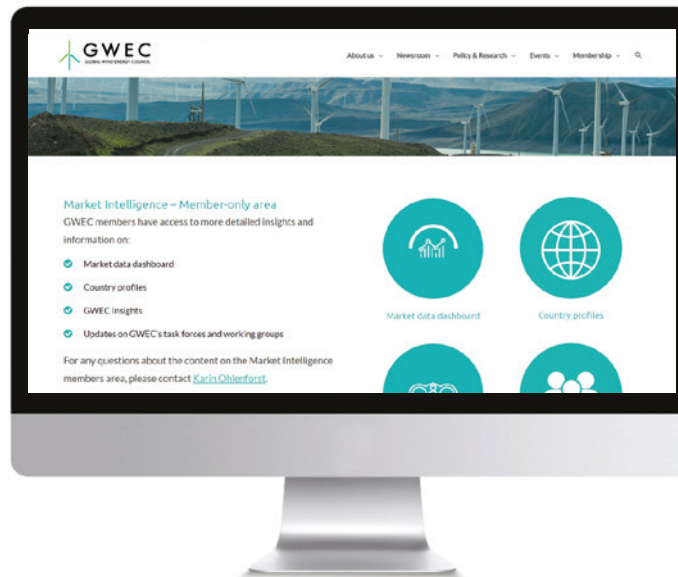 GWEC
GLOBAL WIND ENERGY COUNCIL
About us
Newsroom
Policy & Research
Events
Membership
Market Intelligence – Member-only area
GWEC members have access to more detailed insights and
information on:
Market data dashboard
Country profiles
GWEC Insights
Updates on GWEC's task forces and working groups
For any questions about the content on the Market Intelligence
members area, please contact Karin Ohlenforst.
Market data dashboard
Country profiles